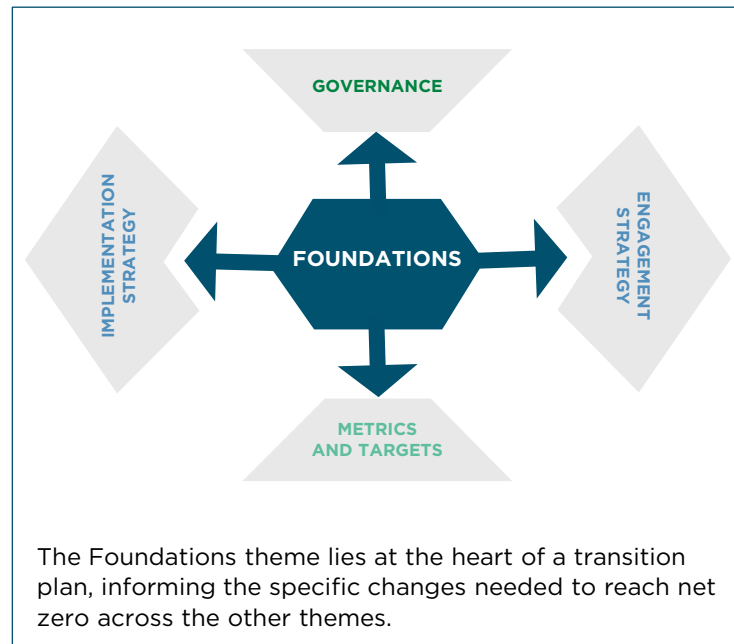 GOVERNANCE
IMPLEMENTATION
STRATEGY
FOUNDATIONS
ENGAGEMENT
STRATEGY
METRICS
AND TARGETS
The Foundations theme lies at the heart of a transition
plan, informing the specific changes needed to reach net
zero across the other themes.